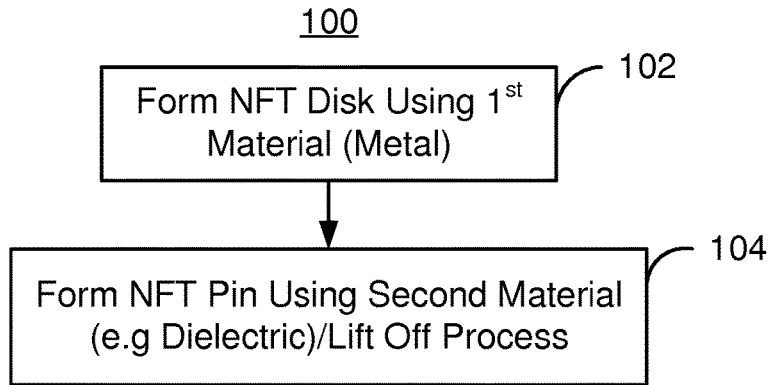 100
102
Form NFT Disk Using 1st
Material (Metal)
104
Form NFT Pin Using Second Material
(e.g Dielectric)/Lift Off Process